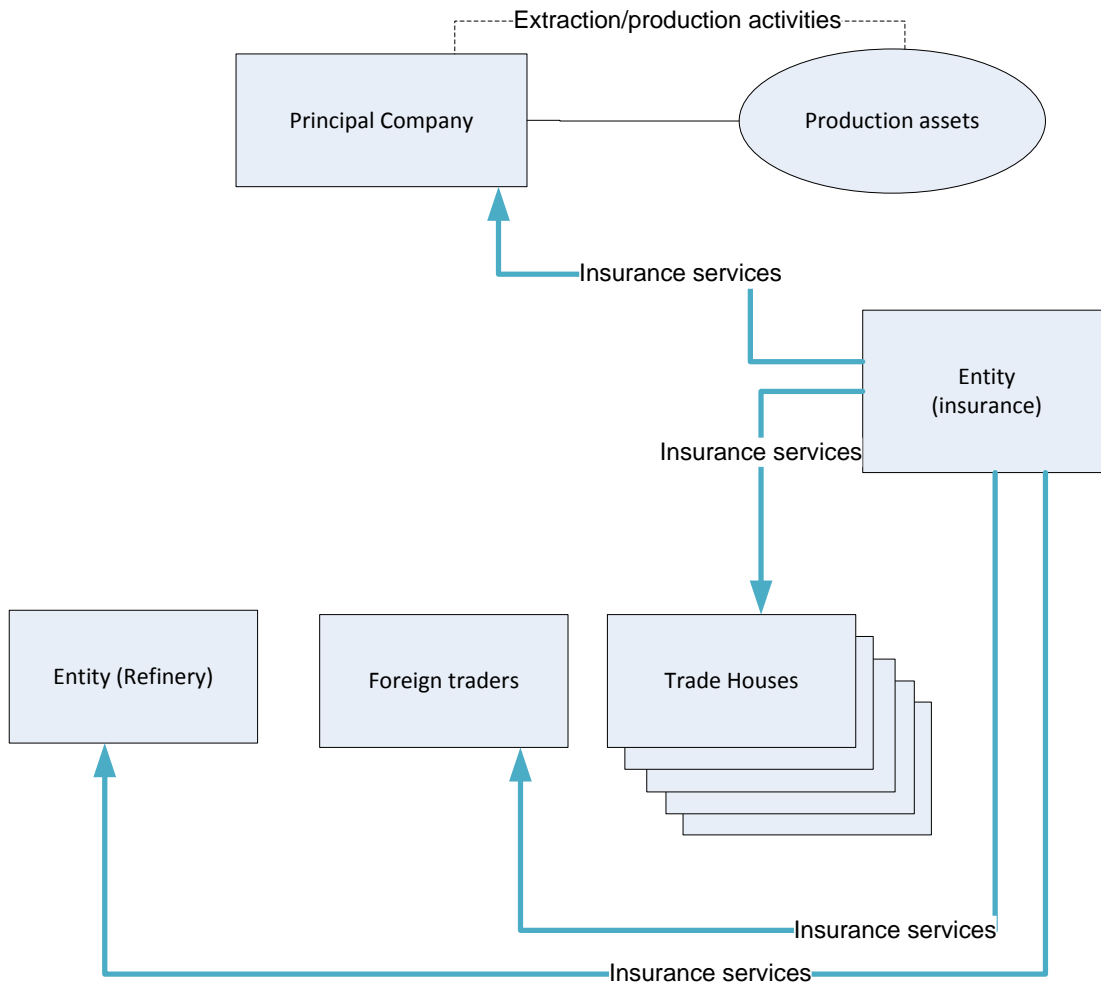 Extraction/production activities
Principal Company
Production assets
Insurance services
Entity
(insurance)
Insurance services
Entity (Refinery)
Foreign traders
Trade Houses
Insurance services
Insurance services